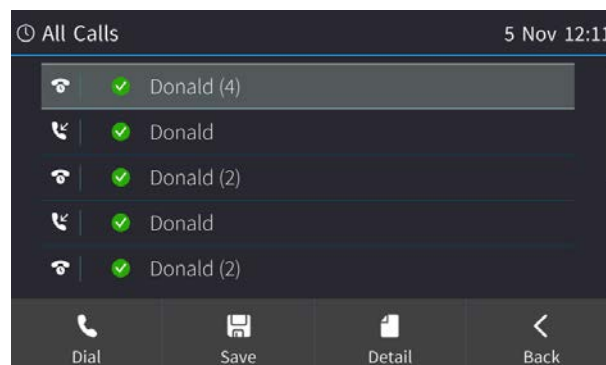 All Calls 5 Nov 12:11
Donald (4)
Donald
Donald (2)
Donald
Donald (2)
Dial Save Detail Back